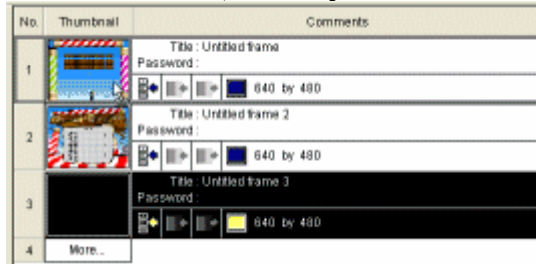 No. Thumbnail Comments
1
Title : Untitled frame
Password :
640 by 480
2
Title : Untitled frame 2
Password :
640 by 480
3
Title : Untitled frame 3
Password :
640 by 480
4 More...